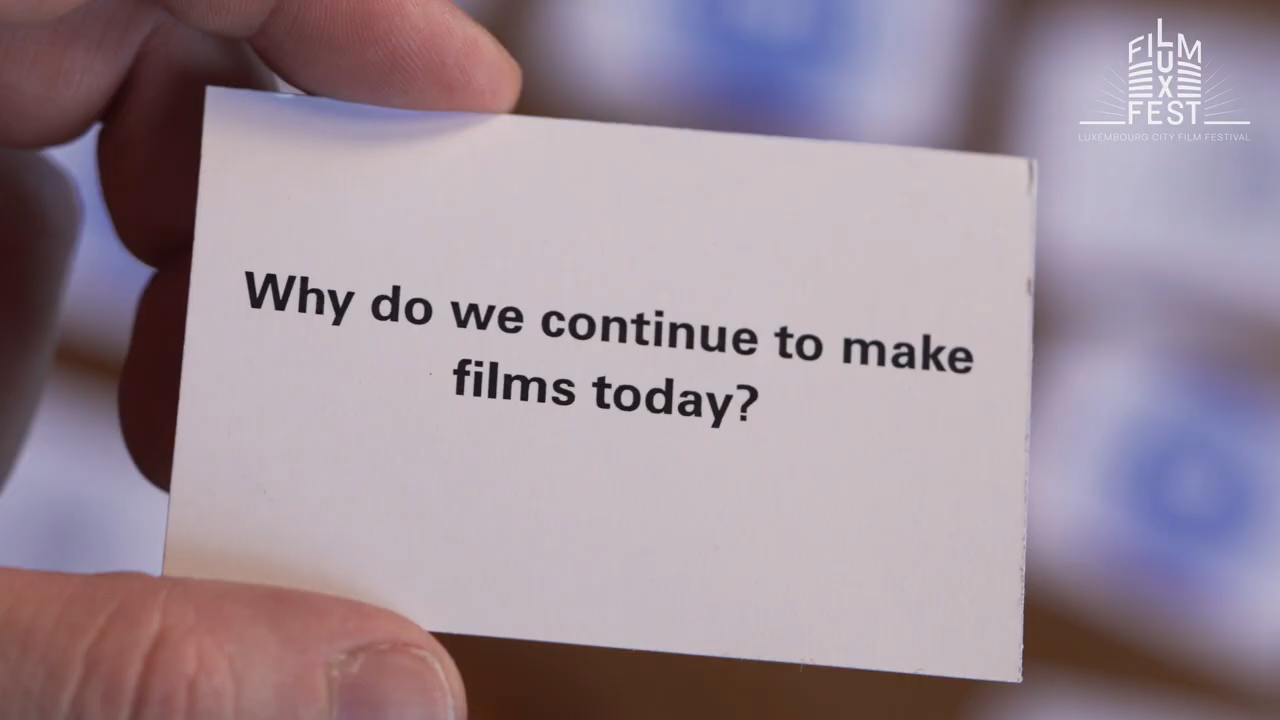 Why do we continue to make
films today?
FILM
LUX
FEST
LUXEMBOURG CITY FILM FESTIVAL